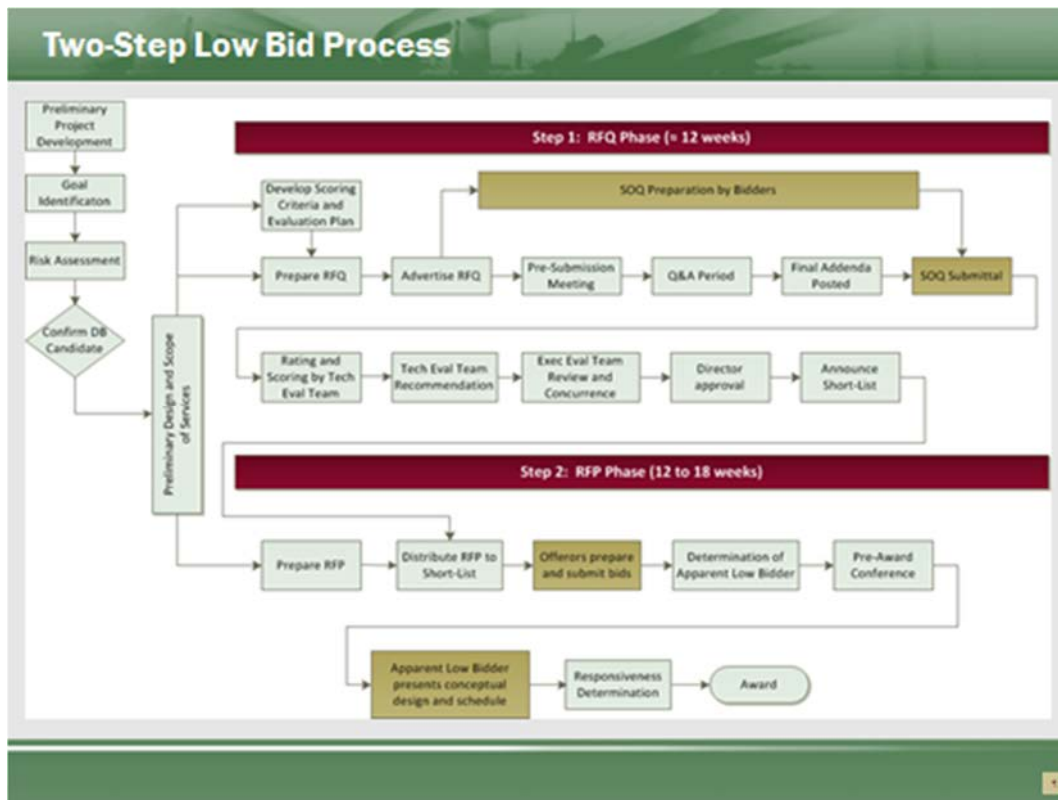 Two-Step Low Bid Process
Preliminary
Project
Development
Goal
Identificaton
Risk Assessment
Confirm DB
Candidate
Preliminary Design and Scope
of Services
Step 1: RFQ Phase (≈ 12 weeks)
Develop Scoring
Criteria and
Evaluation Plan
SOQ Preparation by Bidders
Prepare RFQ
Advertise RFQ
Pre-Submission
Meeting
Q&A Period
Final Addenda
Posted
SOQ Submittal
Rating and
Scoring by Tech
Eval Team
Tech Eval Team
Recommendation
Exec Eval Team
Review and
Concurrence
Director
approval
Announce
Short-List
Step 2: RFP Phase (12 to 18 weeks)
Prepare RFP
Distribute RFP to
Short-List
Offerors prepare
and submit bids
Determination of
Apparent Low Bidder
Pre-Award
Conference
Apparent Low Bidder
presents conceptual
design and schedule
Responsiveness
Determination
Award